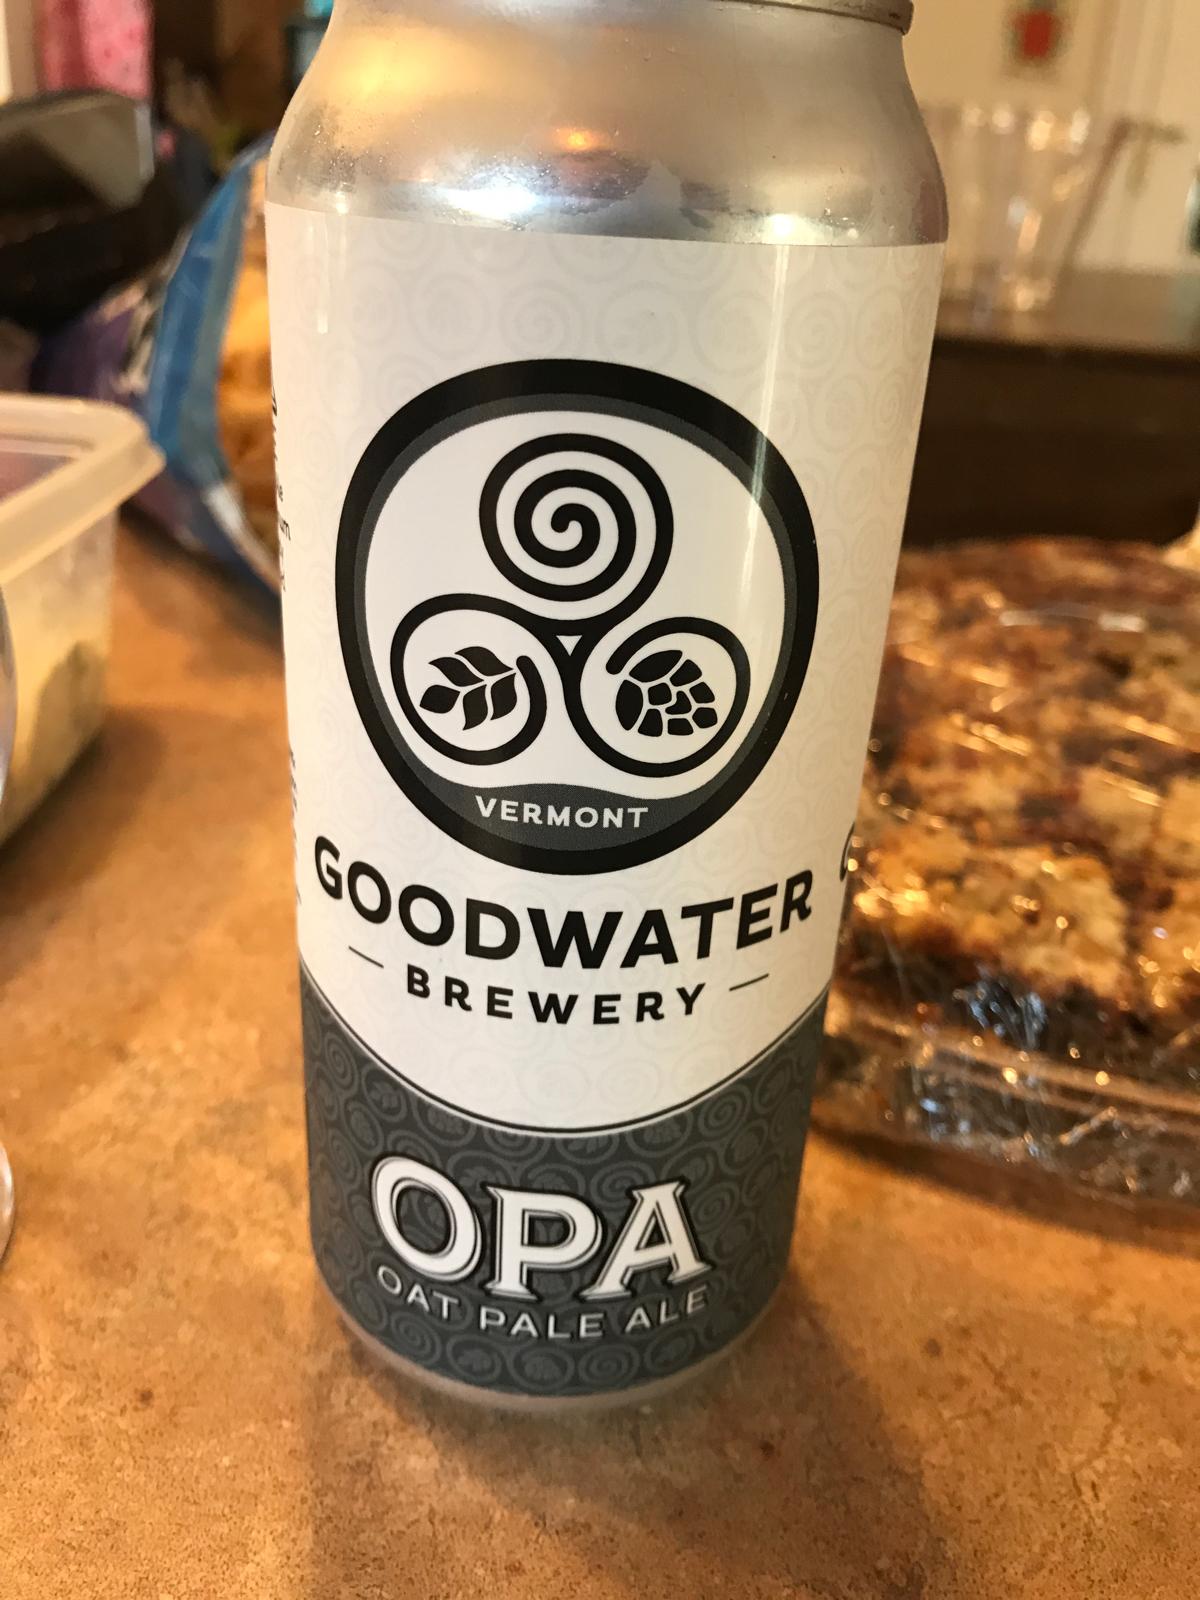 VERMONT
GOODWATER
BREWERY
OPA
OAT PALE ALE